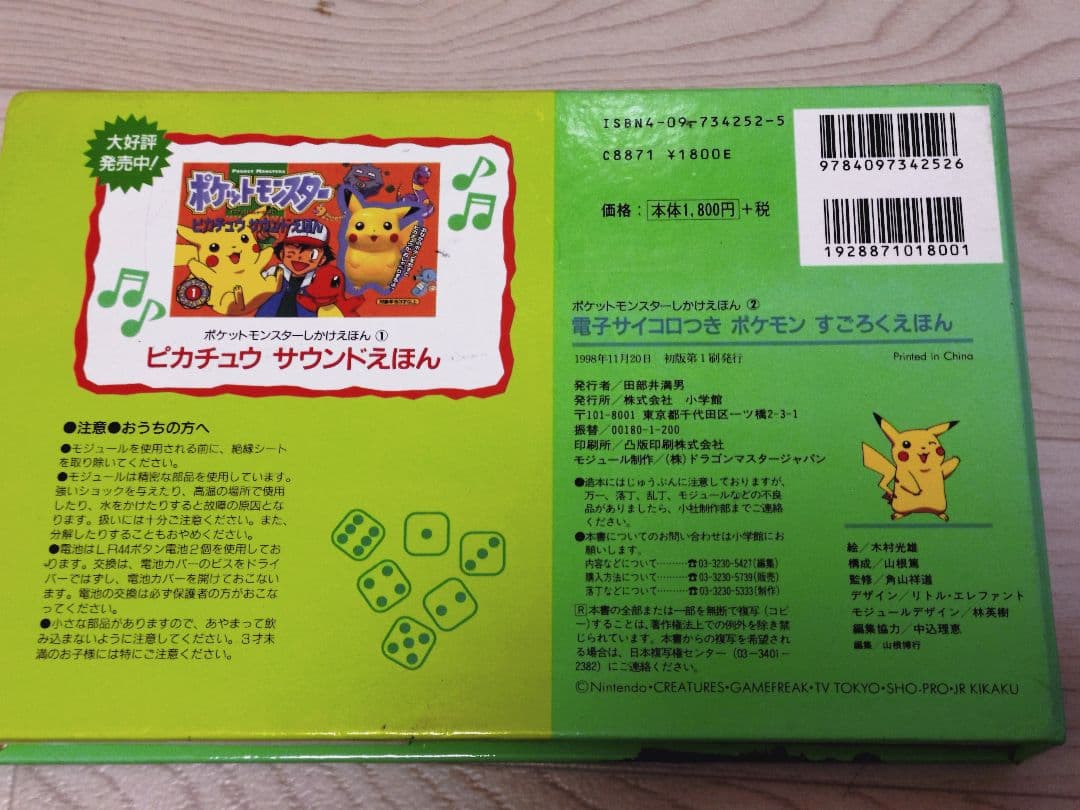 大好評
発売中!
POCKET MONSTERS
ポケットモンスター
ピカチュウ サウンドえほん
1
ポケットモンスターしかけえほん ①
ピカチュウ サウンドえほん
●注意●おうちの方へ
●モジュールを使用される前に、絶縁シート
を取り除いてください。
●モジュールは精密な部品を使用しています。
強いショックを与えたり、高温の場所で使用
したり、水をかけたりすると故障の原因とな
ります。扱いには十分ご注意ください。また、
分解したりすることもおやめください。
●電池はLR44ボタン電池2個を使用してお
ります。交換は、電池カバーのビスをドライ
バーではずし、電池カバーを開けておこない
ます。電池の交換は必ず保護者の方がおこな
ってください。
●小さな部品がありますので、あやまって飲
み込まないように注意してください。3才未
満のお子様には特にご注意ください。
ISBN4-09-734252-5
C8871 ¥1800E
価格:本体1,800円+税
9784097342526
1928871018001
ポケットモンスターしかけえほん ②
電子サイコロつき ポケモン すごろくえほん
1998年11月20日 初版第1刷発行
Printed in China
発行者/田部井満男
発行所/株式会社 小学館
〒101-8001 東京都千代田区一ツ橋2-3-1
振替/00180-1-200
印刷所/凸版印刷株式会社
モジュール制作/(株)ドラゴンマスタージャパン
●造本にはじゅうぶんに注意しておりますが、
万一、落丁、乱丁、モジュールなどの不良
品がありましたら、小社制作部までご連絡
ください。
●本書についてのお問い合わせは小学館にお
願いします。
内容などについて………☎03-3230-5427(編集)
購入方法について………☎03-3230-5739(販売)
落丁などについて………☎03-3230-5333(制作)
R本書の全部または一部を無断で複写(コピ
ー)することは、著作権法上での例外を除き禁
じられています。本書からの複写を希望され
る場合は、日本複写権センター(03-3401-
2382)にご連絡ください。
絵/木村光雄
構成/山根篤
監修/角山祥道
デザイン/リトル・エレファント
モジュールデザイン/林英樹
編集協力/中込理恵
編集/山根博行
©Nintendo・CREATURES・GAMEFREAK・TV TOKYO・SHO-PRO・JR KIKAKU